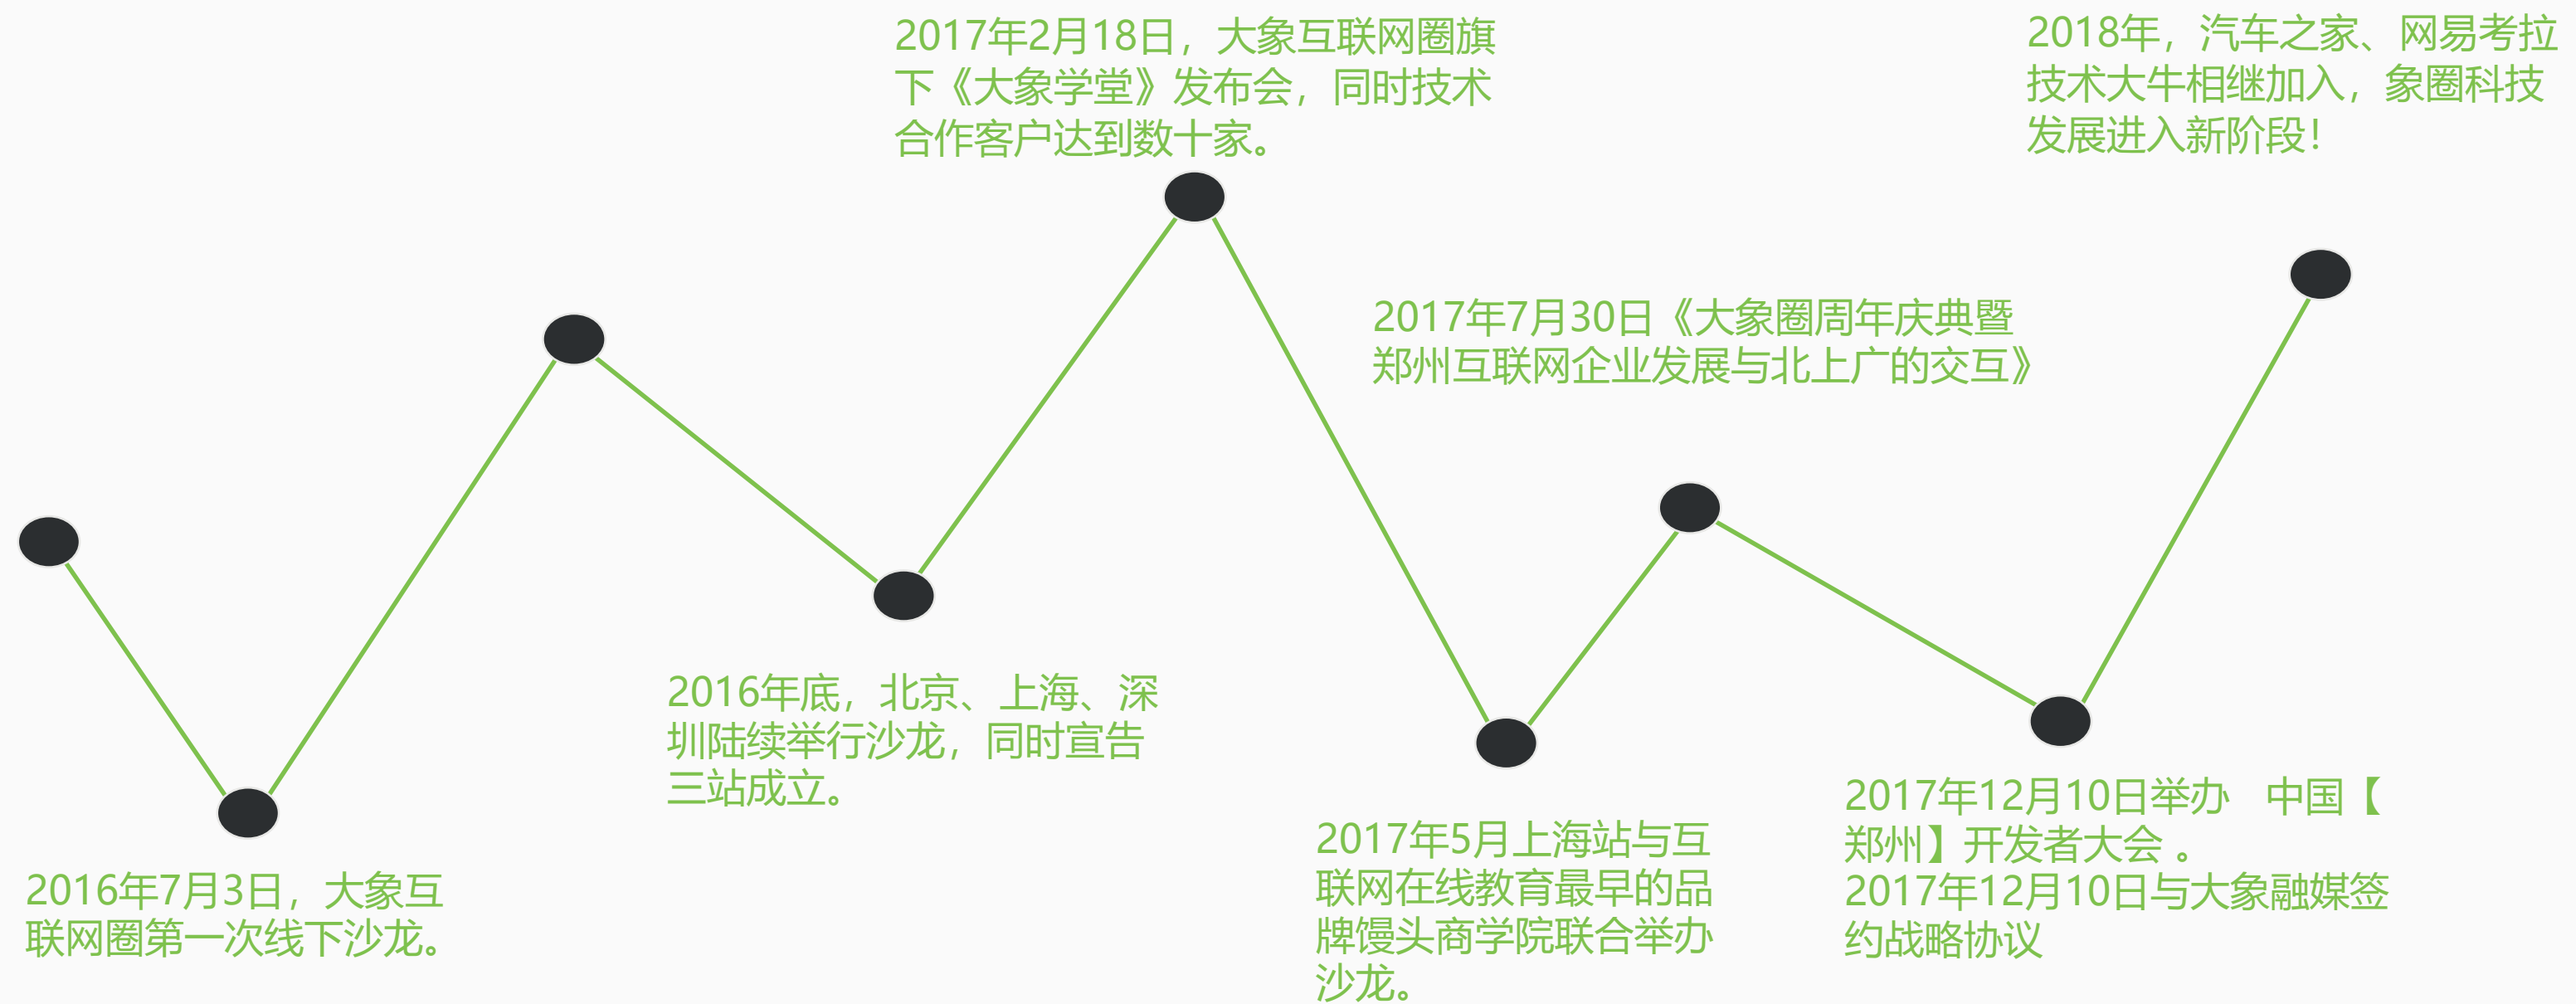 2016年7月3日，大象互
联网圈第一次线下沙龙。
2016年底，北京、上海、深
圳陆续举行沙龙，同时宣告
三站成立。
2017年2月18日，大象互联网圈旗
下《大象学堂》发布会，同时技术
合作客户达到数十家。
2017年5月上海站与互
联网在线教育最早的品
牌馒头商学院联合举办
沙龙。
2017年7月30日《大象圈周年庆典暨
郑州互联网企业发展与北上广的交互》
2017年12月10日举办 中国【
郑州】开发者大会 。
2017年12月10日与大象融媒签
约战略协议
2018年，汽车之家、网易考拉
技术大牛相继加入，象圈科技
发展进入新阶段！